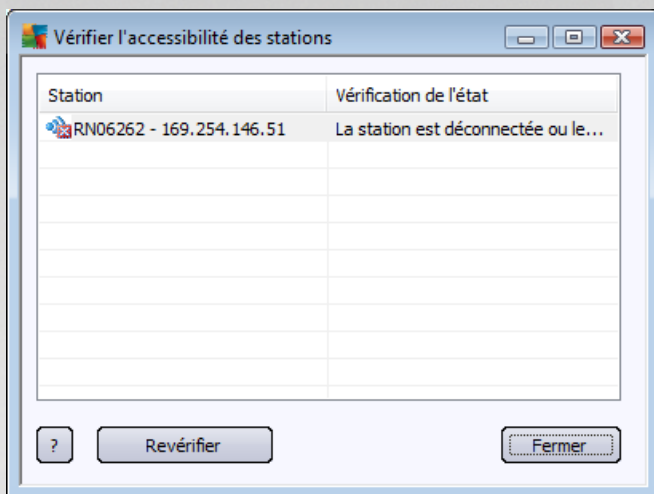 Vérifier l'accessibilité des stations
Station Vérification de l'état
RN06262 - 169.254.146.51 La station est déconnectée ou le...
? Revérifier Fermer